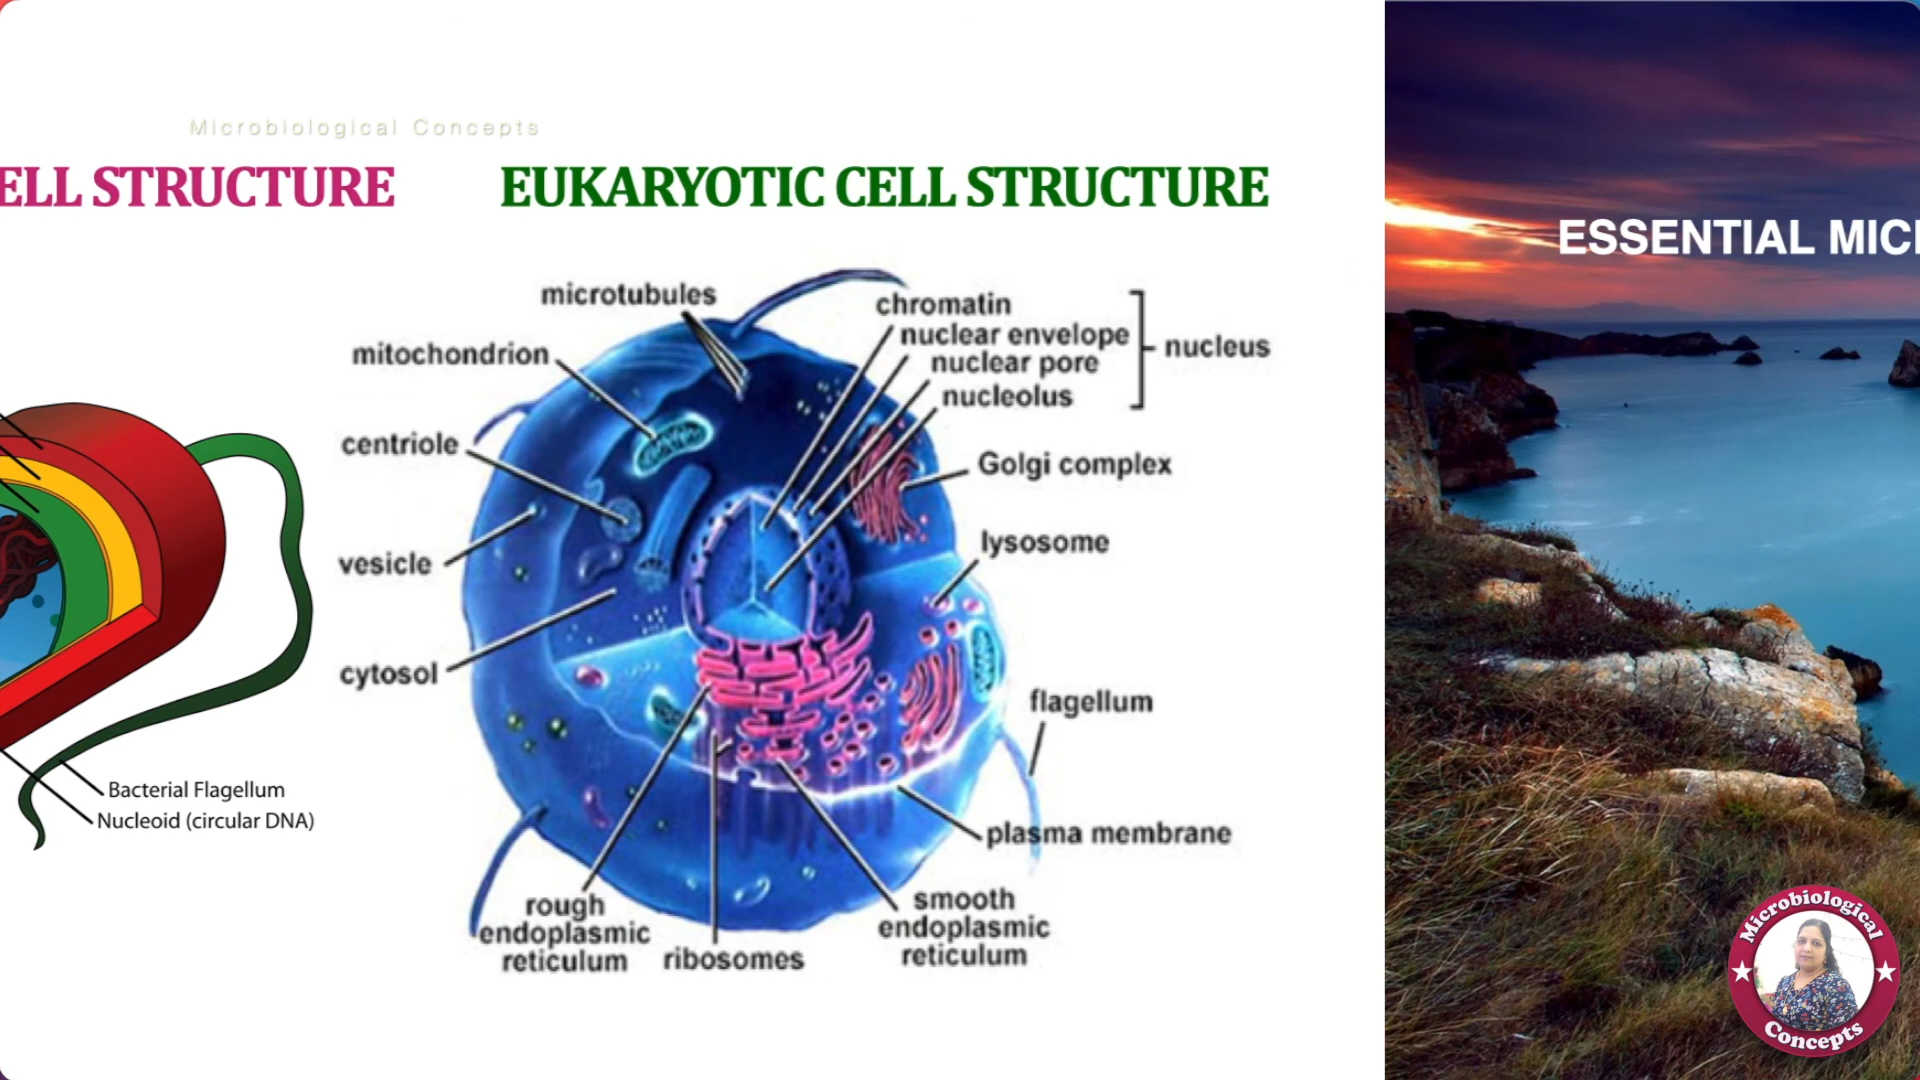 Microbiological Concepts
ELL STRUCTURE
EUKARYOTIC CELL STRUCTURE
ESSENTIAL MICR
microtubules
mitochondrion
centriole
vesicle
cytosol
chromatin
nuclear envelope
nuclear pore
nucleolus
nucleus
Golgi complex
lysosome
flagellum
plasma membrane
smooth
endoplasmic
reticulum
ribosomes
rough
endoplasmic
reticulum
Bacterial Flagellum
Nucleoid (circular DNA)
Microbiological
Concepts